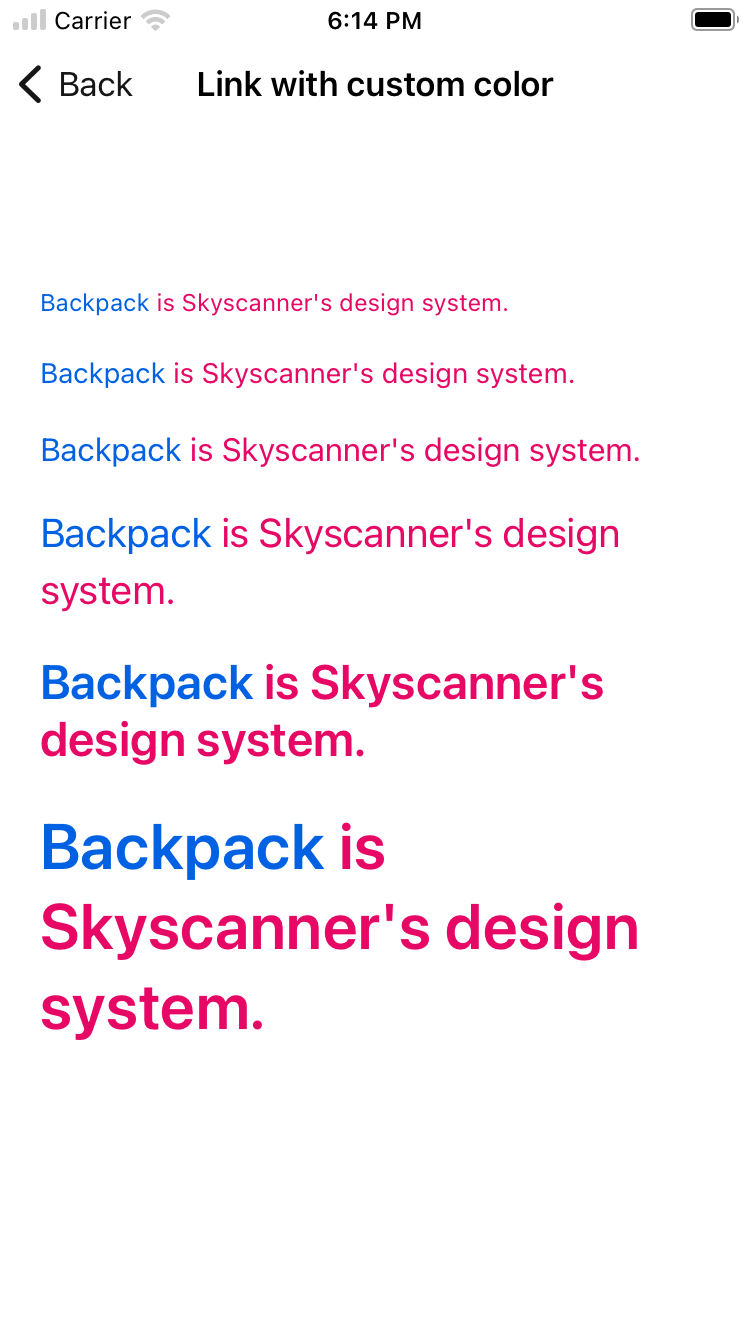 Carrier 6:14 PM
Back Link with custom color
Backpack is Skyscanner's design system.
Backpack is Skyscanner's design system.
Backpack is Skyscanner's design system.
Backpack is Skyscanner's design
system.
Backpack is Skyscanner's
design system.
Backpack is
Skyscanner's design
system.